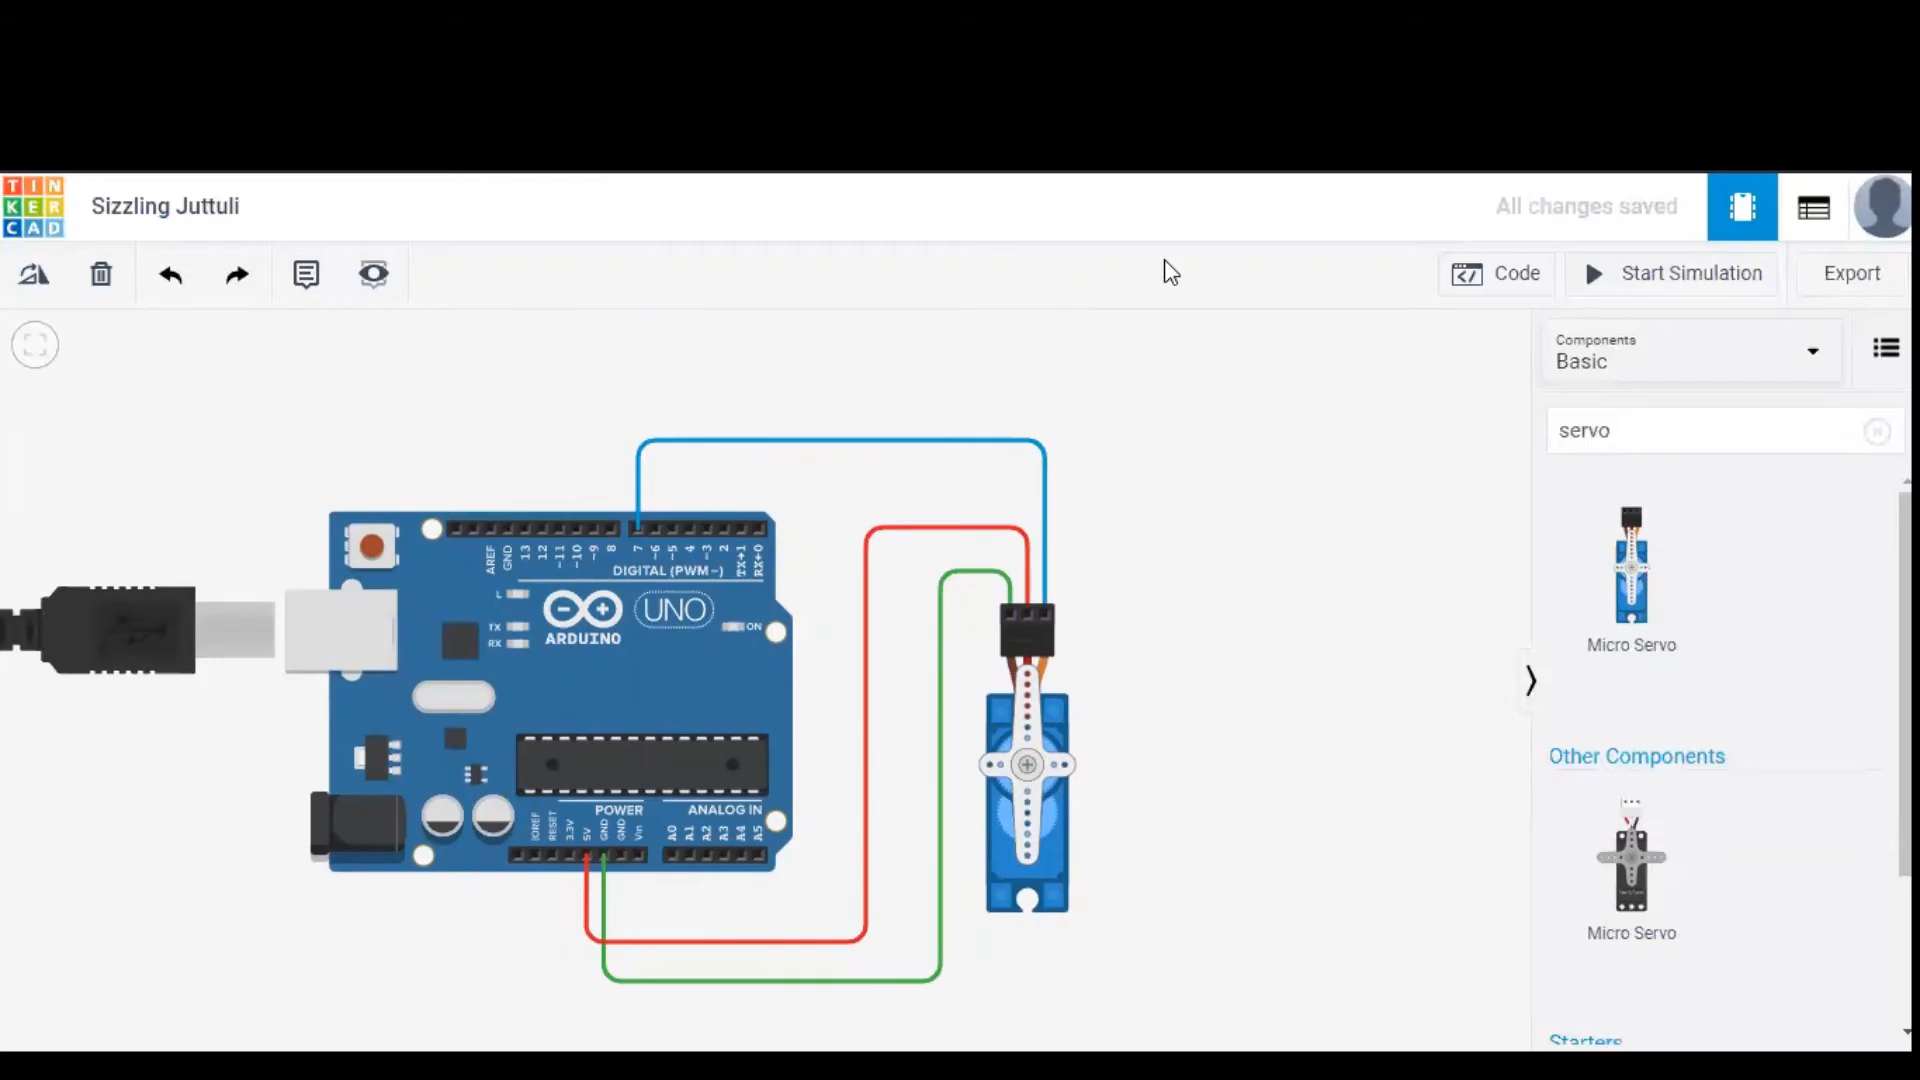 TIN
KER
CAD
Sizzling Juttuli
All changes saved
Code
Start Simulation
Export
Components
Basic
servo
Micro Servo
Other Components
Micro Servo
Starters
AREF
GND
13
12
~11
~10
~9
8
7
~6
~5
4
~3
2
TX→1
RX←0
DIGITAL (PWM~)
L
TX
RX
ARDUINO
UNO
ON
POWER
ANALOG IN
IOREF
RESET
3.3V
5V
GND
GND
Vin
A0
A1
A2
A3
A4
A5